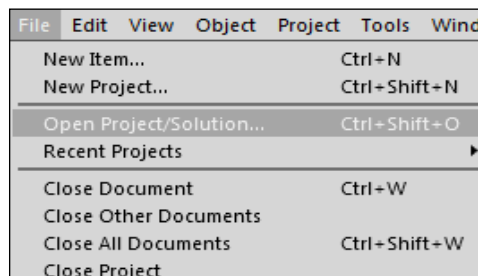 File Edit View Object Project Tools Wind
New Item... Ctrl+N
New Project... Ctrl+Shift+N
Open Project/Solution... Ctrl+Shift+O
Recent Projects
Close Document Ctrl+W
Close Other Documents
Close All Documents Ctrl+Shift+W
Close Project